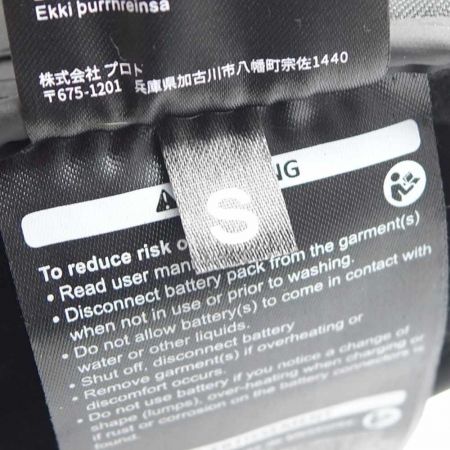 Ekki þurrhreinsa
株式会社 プロド
〒675-1201 兵庫県加古川市八幡町宗佐1440
S
NG
To reduce risk o
• Read user man
• Disconnect battery pack from the garment(s)
when not in use or prior to washing.
• Do not allow battery(s) to come in contact with
water or other liquids.
• Shut off, disconnect battery
• Remove garment(s) if overheating or
discomfort occurs.
• Do not use battery if you notice a change of
shape (lumps), over-heating when charging or
if rust or corrosion on the battery connectors is
found.